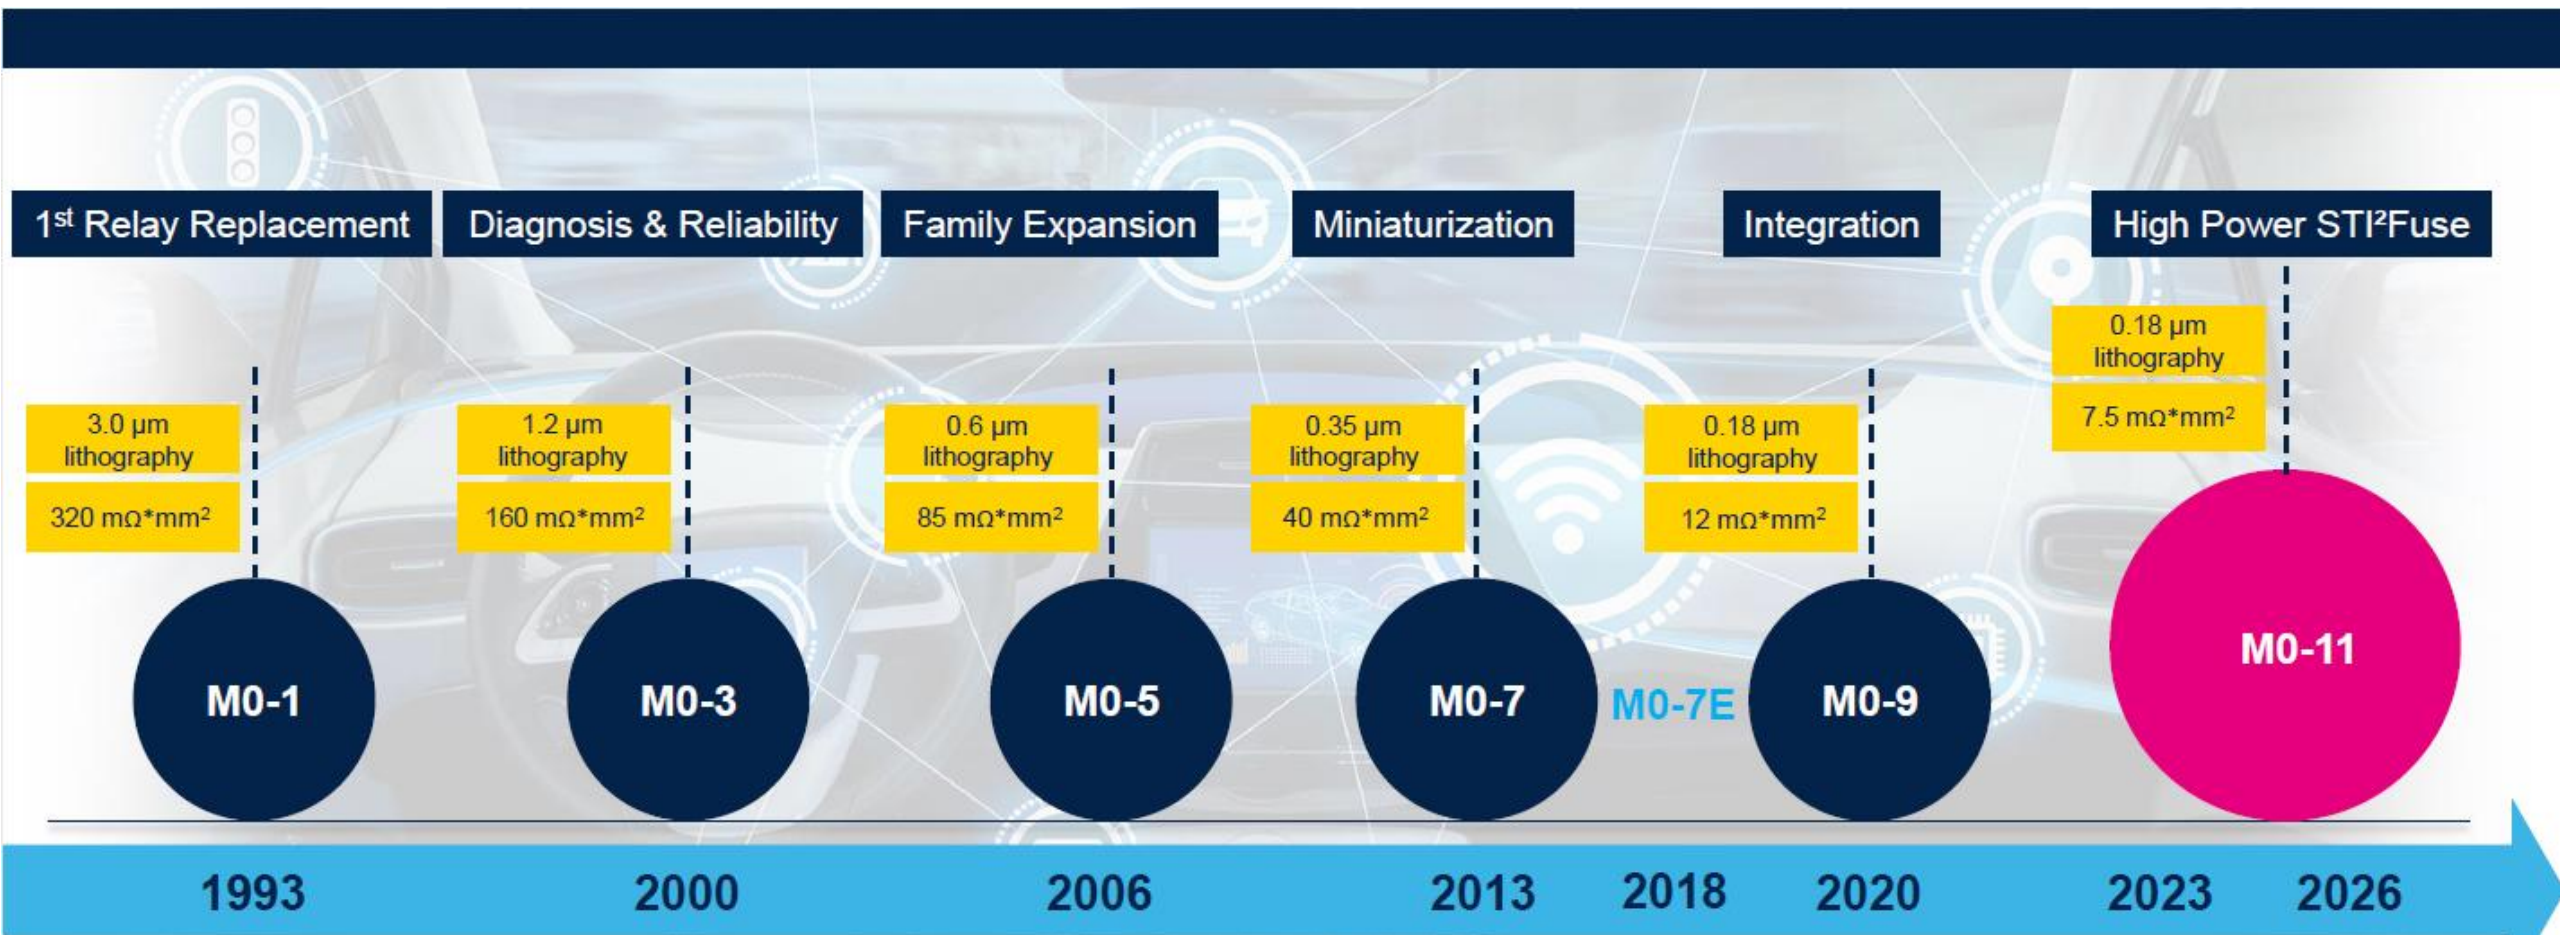 1st Relay Replacement
Diagnosis & Reliability
Family Expansion
Miniaturization
Integration
High Power STI²Fuse
3.0 µm
lithography
320 mΩ*mm²
1.2 µm
lithography
160 mΩ*mm²
0.6 µm
lithography
85 mΩ*mm²
0.35 µm
lithography
40 mΩ*mm²
0.18 µm
lithography
12 mΩ*mm²
0.18 µm
lithography
7.5 mΩ*mm²
M0-1
M0-3
M0-5
M0-7
M0-7E
M0-9
M0-11
1993
2000
2006
2013
2018
2020
2023
2026